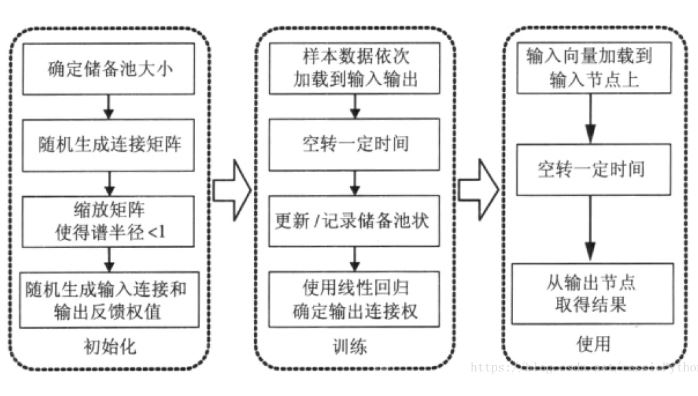 确定储备池大小
随机生成连接矩阵
缩放矩阵
使得谱半径<1
随机生成输入连接和
输出反馈权值
初始化
样本数据依次
加载到输入输出
空转一定时间
更新/记录储备池状
使用线性回归
确定输出连接权
训练
输入向量加载到
输入节点上
空转一定时间
从输出节点
取得结果
使用